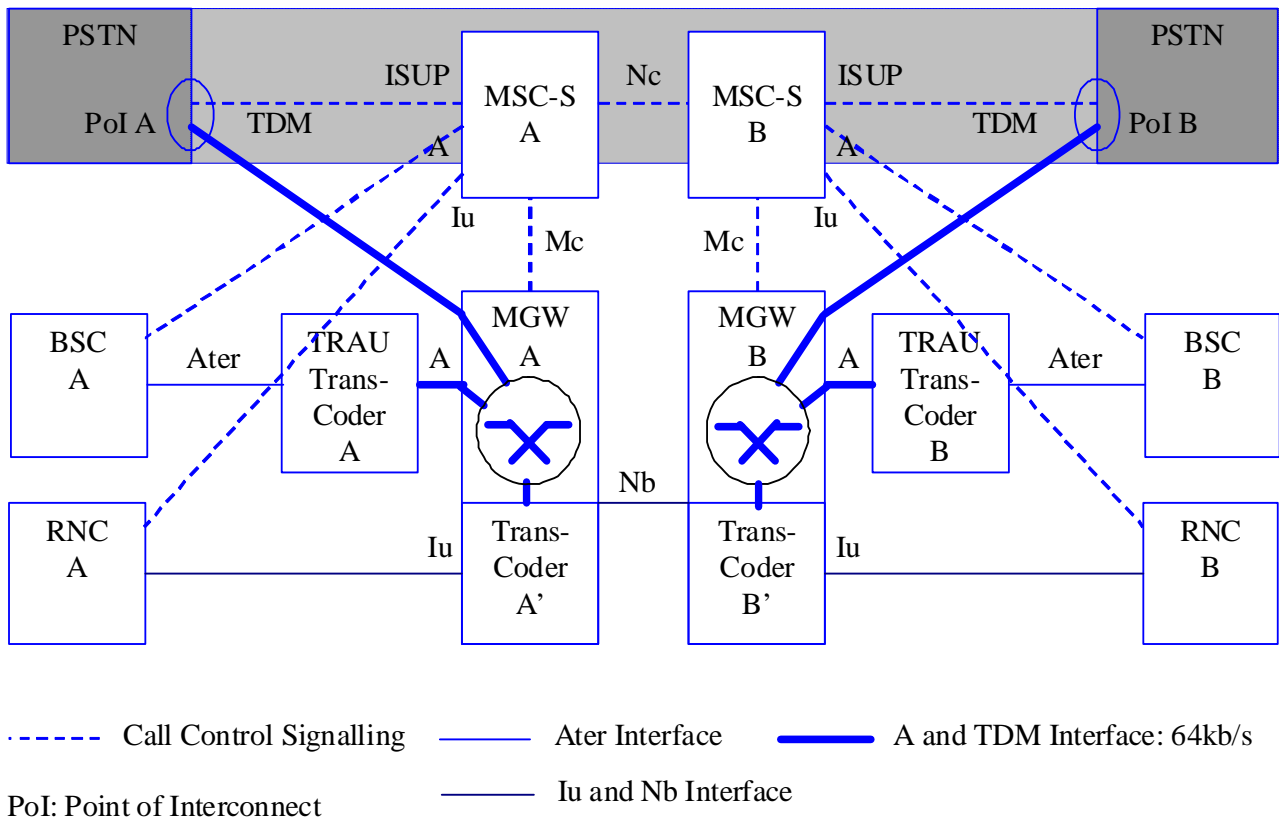 PSTN
PSTN
ISUP
Nc
ISUP
MSC-S
A
MSC-S
B
PoI A
TDM
TDM
PoI B
A
A
Iu
Iu
Mc
Mc
BSC
A
Ater
TRAU
Trans-
Coder
A
A
MGW
A
MGW
B
A
TRAU
Trans-
Coder
B
Ater
BSC
B
Nb
RNC
A
Iu
Trans-
Coder
A’
Trans-
Coder
B’
Iu
RNC
B
Call Control Signalling
Ater Interface
A and TDM Interface: 64kb/s
PoI: Point of Interconnect
Iu and Nb Interface